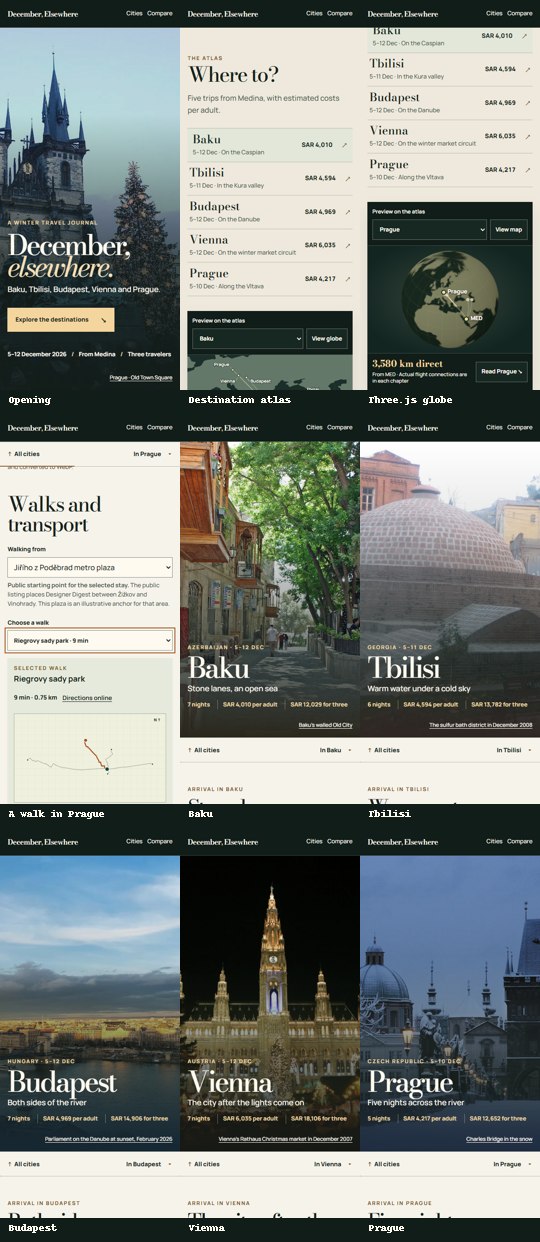 December, Elsewhere
Cities Compare
A WINTER TRAVEL JOURNAL
December,
elsewhere.
Baku, Tbilisi, Budapest, Vienna and Prague.
Explore the destinations ↘
5–12 December 2026 / From Medina / Three travelers
Prague · Old Town Square
Opening
December, Elsewhere
Cities Compare
THE ATLAS
Where to?
Five trips from Medina, with estimated costs
per adult.
Baku
5–12 Dec · On the Caspian
SAR 4,010 ↗
Tbilisi
5–11 Dec · In the Kura valley
SAR 4,594 ↗
Budapest
5–12 Dec · On the Danube
SAR 4,969 ↗
Vienna
5–12 Dec · On the winter market circuit
SAR 6,035 ↗
Prague
5–10 Dec · Along the Vltava
SAR 4,217 ↗
Preview on the atlas
Baku
View globe
Prague
Vienna
Budapest
Destination atlas
December, Elsewhere
Cities Compare
Baku
5–12 Dec · On the Caspian
SAR 4,010 ↗
Tbilisi
5–11 Dec · In the Kura valley
SAR 4,594 ↗
Budapest
5–12 Dec · On the Danube
SAR 4,969 ↗
Vienna
5–12 Dec · On the winter market circuit
SAR 6,035 ↗
Prague
5–10 Dec · Along the Vltava
SAR 4,217 ↗
Preview on the atlas
Prague
View map
Prague
MED
3,580 km direct
From MED · Actual flight connections are
in each chapter
Read Prague ↘
Three.js globe
December, Elsewhere
Cities Compare
↑ All cities
In Prague
and converted to WebP
Walks and
transport
Walking from
Jiřího z Poděbrad metro plaza
Public starting point for the selected stay. The public
listing places Designer Digest between Žižkov and
Vinohrady. This plaza is an illustrative anchor for that area.
Choose a walk
Riegrovy sady park · 9 min
SELECTED WALK
Riegrovy sady park
9 min · 0.75 km Directions online
N↑
A walk in Prague
December, Elsewhere
Cities Compare
AZERBAIJAN · 5–12 DEC
Baku
Stone lanes, an open sea
7 nights
SAR 4,010 per adult
SAR 12,029 for three
Baku's walled Old City
↑ All cities
In Baku
ARRIVAL IN BAKU
Baku
December, Elsewhere
Cities Compare
GEORGIA · 5–11 DEC
Tbilisi
Warm water under a cold sky
6 nights
SAR 4,594 per adult
SAR 13,782 for three
The sulfur bath district in December 2008
↑ All cities
In Tbilisi
ARRIVAL IN TBILISI
Tbilisi
December, Elsewhere
Cities Compare
HUNGARY · 5–12 DEC
Budapest
Both sides of the river
7 nights
SAR 4,969 per adult
SAR 14,906 for three
Parliament on the Danube at sunset, February 2026
↑ All cities
In Budapest
ARRIVAL IN BUDAPEST
Budapest
December, Elsewhere
Cities Compare
AUSTRIA · 5–12 DEC
Vienna
The city after the lights come on
7 nights
SAR 6,035 per adult
SAR 18,106 for three
Vienna's Rathaus Christmas market in December 2007
↑ All cities
In Vienna
ARRIVAL IN VIENNA
Vienna
December, Elsewhere
Cities Compare
CZECH REPUBLIC · 5–10 DEC
Prague
Five nights across the river
5 nights
SAR 4,217 per adult
SAR 12,652 for three
Charles Bridge in the snow
↑ All cities
In Prague
ARRIVAL IN PRAGUE
Prague